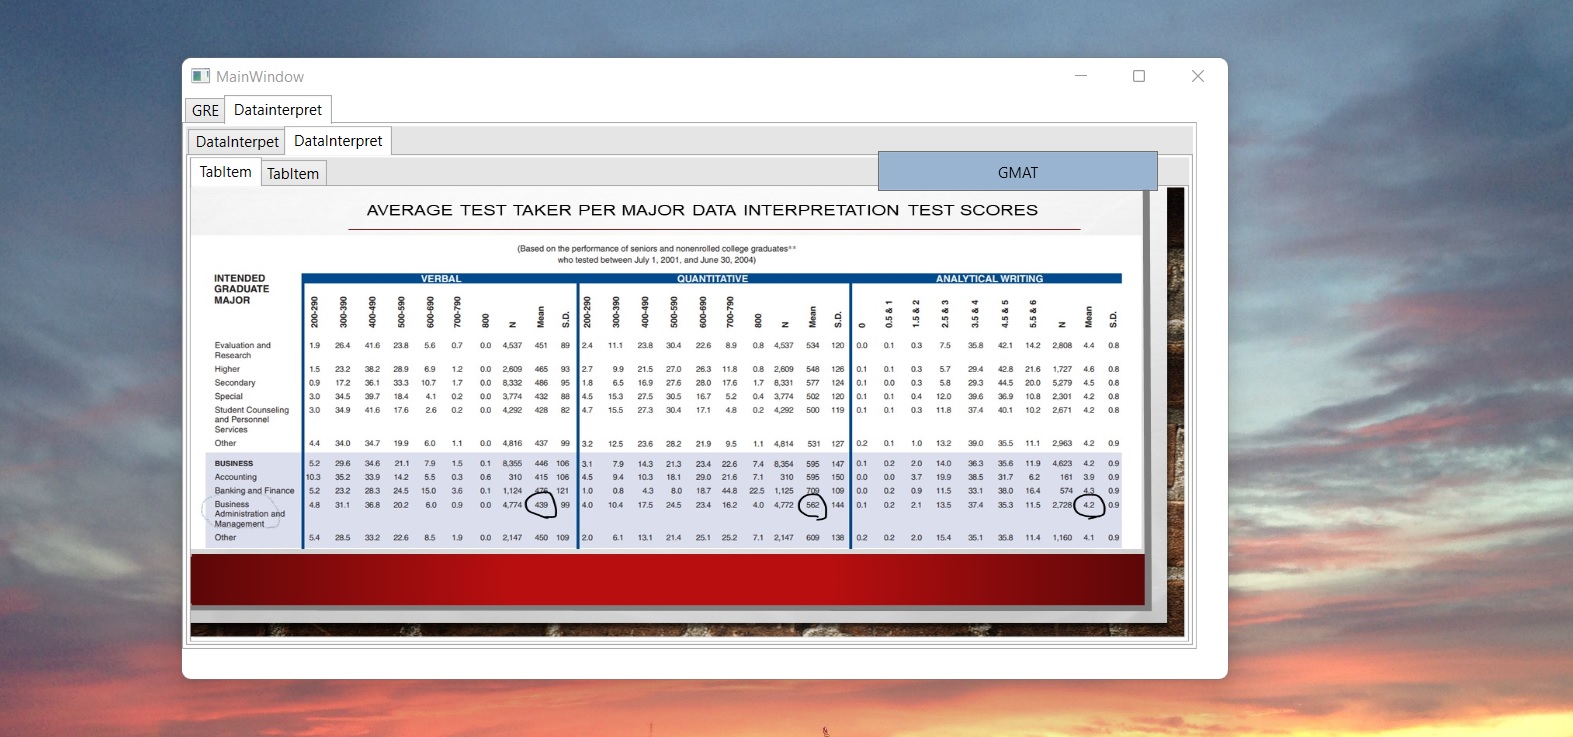 MainWindow
GRE Datainterpret
DataInterpet DataInterpret
TabItem TabItem GMAT
AVERAGE TEST TAKER PER MAJOR DATA INTERPRETATION TEST SCORES
(Based on the performance of seniors and nonenrolled college graduates**
who tested between July 1, 2001, and June 30, 2004)
INTENDED
GRADUATE
MAJOR
VERBAL QUANTITATIVE ANALYTICAL WRITING
200-290 300-390 400-490 500-590 600-690 700-790 800 N Mean S.D. 200-290 300-390 400-490 500-590 600-690 700-790 800 N Mean S.D. 0 0.5 & 1 1.5 & 2 2.5 & 3 3.5 & 4 4.5 & 5 5.5 & 6 N Mean S.D.
Evaluation and
Research
1.9 26.4 41.6 23.8 5.6 0.7 0.0 4,537 451 89 2.4 11.1 23.8 30.4 22.6 8.9 0.8 4,537 534 120 0.0 0.1 0.3 7.5 35.8 42.1 14.2 2,808 4.4 0.8
Higher 1.5 23.2 38.2 28.9 6.9 1.2 0.0 2,609 465 93 2.7 9.9 21.5 27.0 26.3 11.8 0.8 2,609 548 126 0.1 0.1 0.3 5.7 29.4 42.8 21.6 1,727 4.6 0.8
Secondary 0.9 17.2 36.1 33.3 10.7 1.7 0.0 8,332 486 95 1.8 6.5 16.9 27.6 28.0 17.6 1.7 8,331 577 124 0.1 0.0 0.3 5.8 29.3 44.5 20.0 5,279 4.5 0.8
Special 3.0 34.5 39.7 18.4 4.1 0.2 0.0 3,774 432 88 4.5 15.3 27.5 30.5 16.7 5.2 0.4 3,774 502 120 0.1 0.1 0.4 12.0 39.6 36.9 10.8 2,301 4.2 0.8
Student Counseling
and Personnel
Services
3.0 34.9 41.6 17.6 2.6 0.2 0.0 4,292 428 82 4.7 15.5 27.3 30.4 17.1 4.8 0.2 4,292 500 119 0.1 0.1 0.3 11.8 37.4 40.1 10.2 2,671 4.2 0.8
Other 4.4 34.0 34.7 19.9 6.0 1.1 0.0 4,816 437 99 3.2 12.5 23.6 28.2 21.9 9.5 1.1 4,814 531 127 0.2 0.1 1.0 13.2 39.0 35.5 11.1 2,963 4.2 0.9
BUSINESS 5.2 29.6 34.6 21.1 7.9 1.5 0.1 8,355 446 106 3.1 7.9 14.3 21.3 23.4 22.6 7.4 8,354 595 147 0.1 0.2 2.0 14.0 36.3 35.6 11.9 4,623 4.2 0.9
Accounting 10.3 35.2 33.9 14.2 5.5 0.3 0.6 310 415 106 4.5 9.4 10.3 18.1 29.0 21.6 7.1 310 595 150 0.0 0.0 3.7 19.9 38.5 31.7 6.2 161 3.9 0.9
Banking and Finance 5.2 23.2 28.3 24.5 15.0 3.6 0.1 1,124 476 121 1.0 0.8 4.3 8.0 18.7 44.8 22.5 1,125 709 109 0.0 0.2 0.9 11.5 33.1 38.0 16.4 574 4.3 0.9
Business
Administration and
Management
4.8 31.1 36.8 20.2 6.0 0.9 0.0 4,774 439 99 4.0 10.4 17.5 24.5 23.4 16.2 4.0 4,772 562 144 0.1 0.2 2.1 13.5 37.4 35.3 11.5 2,728 4.2 0.9
Other 5.4 28.5 33.2 22.6 8.5 1.9 0.0 2,147 450 109 2.0 6.1 13.1 21.4 25.1 25.2 7.1 2,147 609 138 0.2 0.2 2.0 15.4 35.1 35.8 11.4 1,160 4.1 0.9